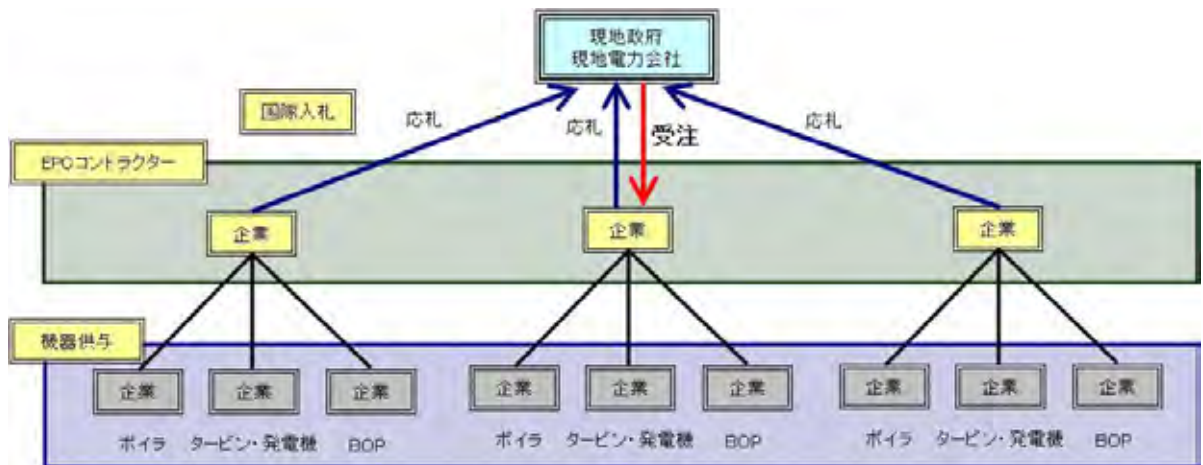 現地政府
現地電力会社
国際入札
応札
応札
受注
応札
EPCコントラクター
企業
企業
企業
機器供与
企業
企業
企業
企業
企業
企業
企業
企業
企業
ボイラ
タービン・発電機
BOP
ボイラ
タービン・発電機
BOP
ボイラ
タービン・発電機
BOP